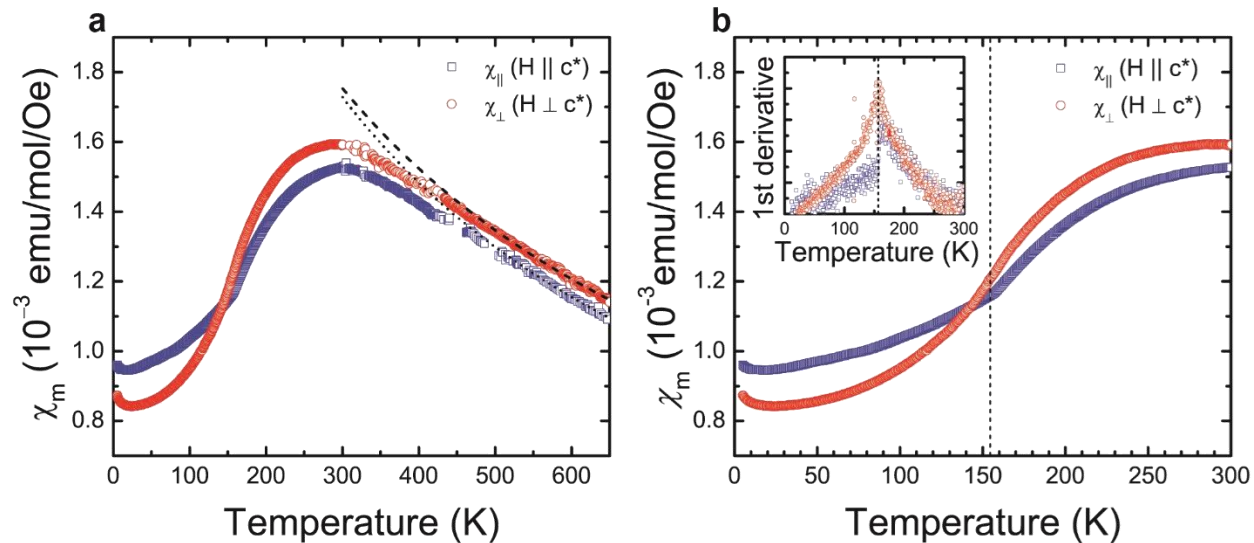 a
χ∥ (H || c*)
χ⊥ (H ⊥ c*)
χm (10⁻³ emu/mol/Oe)
1.8
1.6
1.4
1.2
1.0
0.8
0 100 200 300 400 500 600
Temperature (K)
b
χ∥ (H || c*)
χ⊥ (H ⊥ c*)
1st derivative
0 100 200 300
Temperature (K)
χm (10⁻³ emu/mol/Oe)
1.8
1.6
1.4
1.2
1.0
0.8
0 50 100 150 200 250 300
Temperature (K)